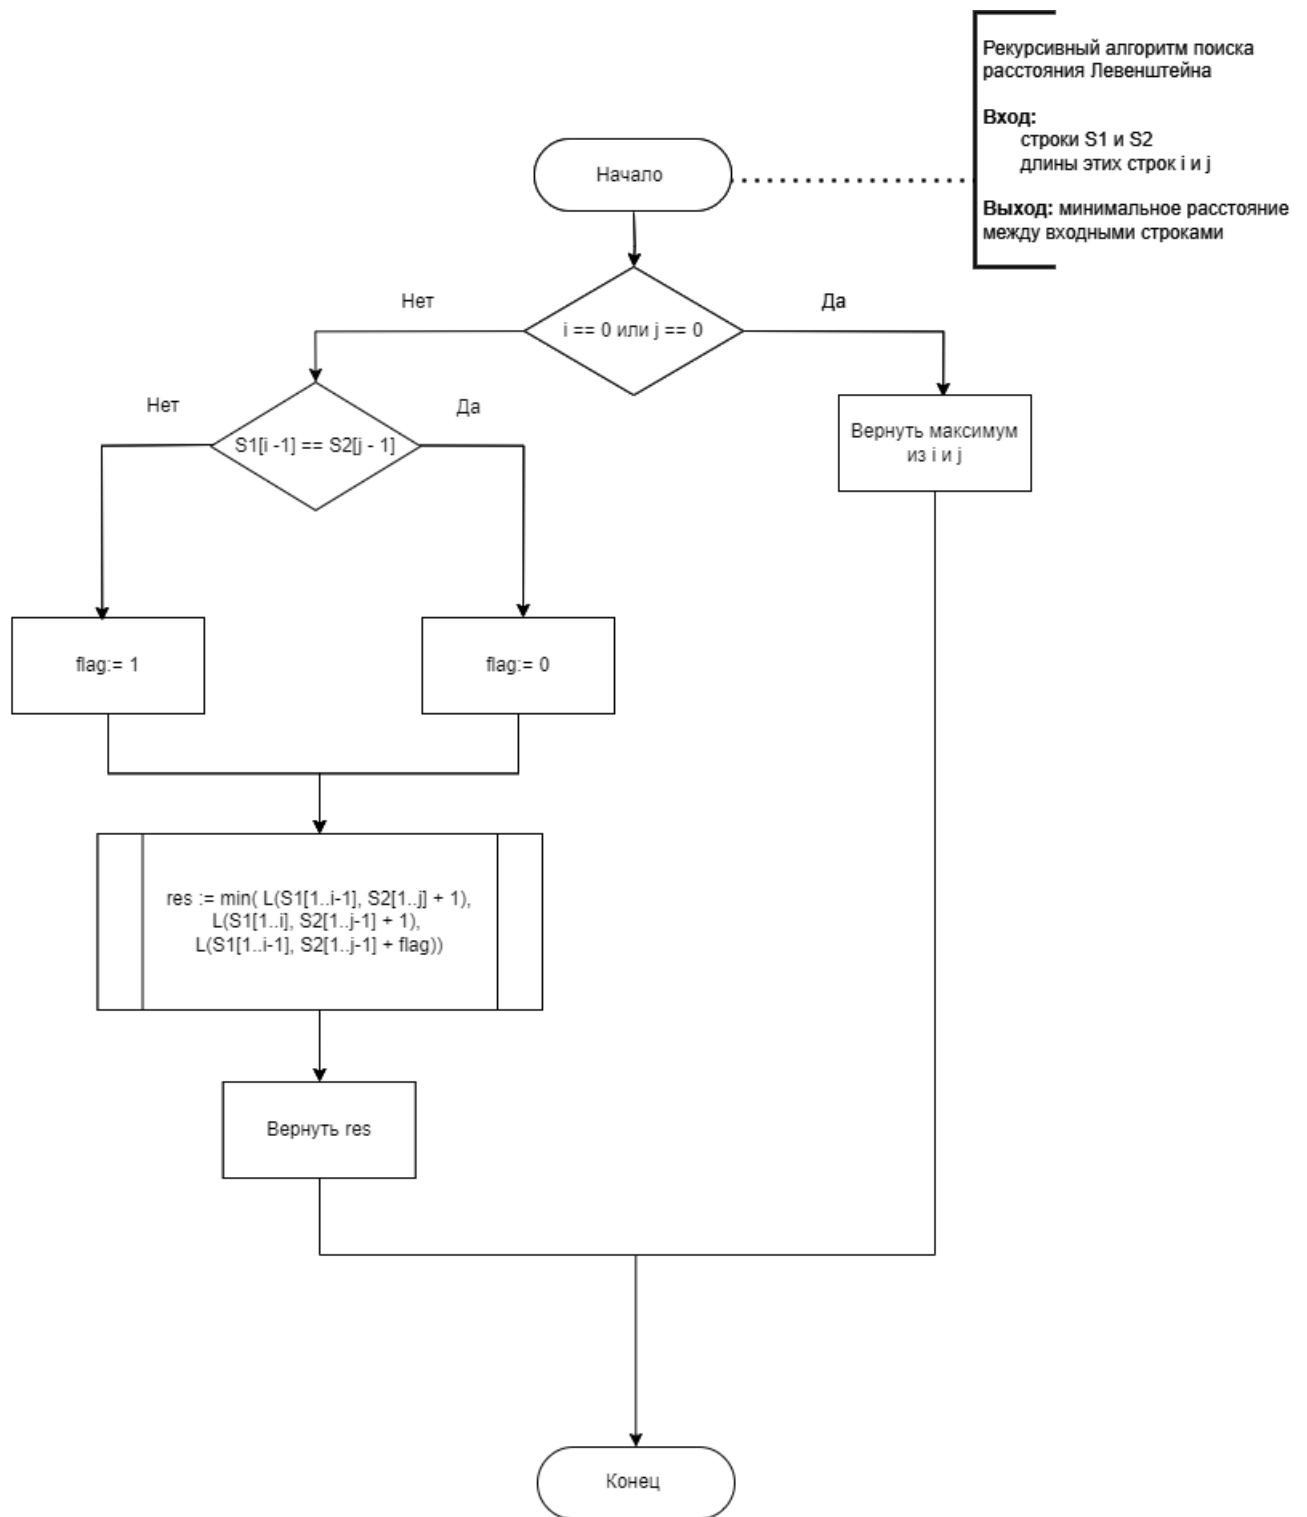 Рекурсивный алгоритм поиска
расстояния Левенштейна
Вход:
строки S1 и S2
длины этих строк i и j
Выход: минимальное расстояние
между входными строками
Начало
i == 0 или j == 0
Нет
Да
S1[i -1] == S2[j - 1]
Нет
Да
Вернуть максимум
из i и j
flag:= 1
flag:= 0
res := min( L(S1[1..i-1], S2[1..j] + 1),
L(S1[1..i], S2[1..j-1] + 1),
L(S1[1..i-1], S2[1..j-1] + flag))
Вернуть res
Конец